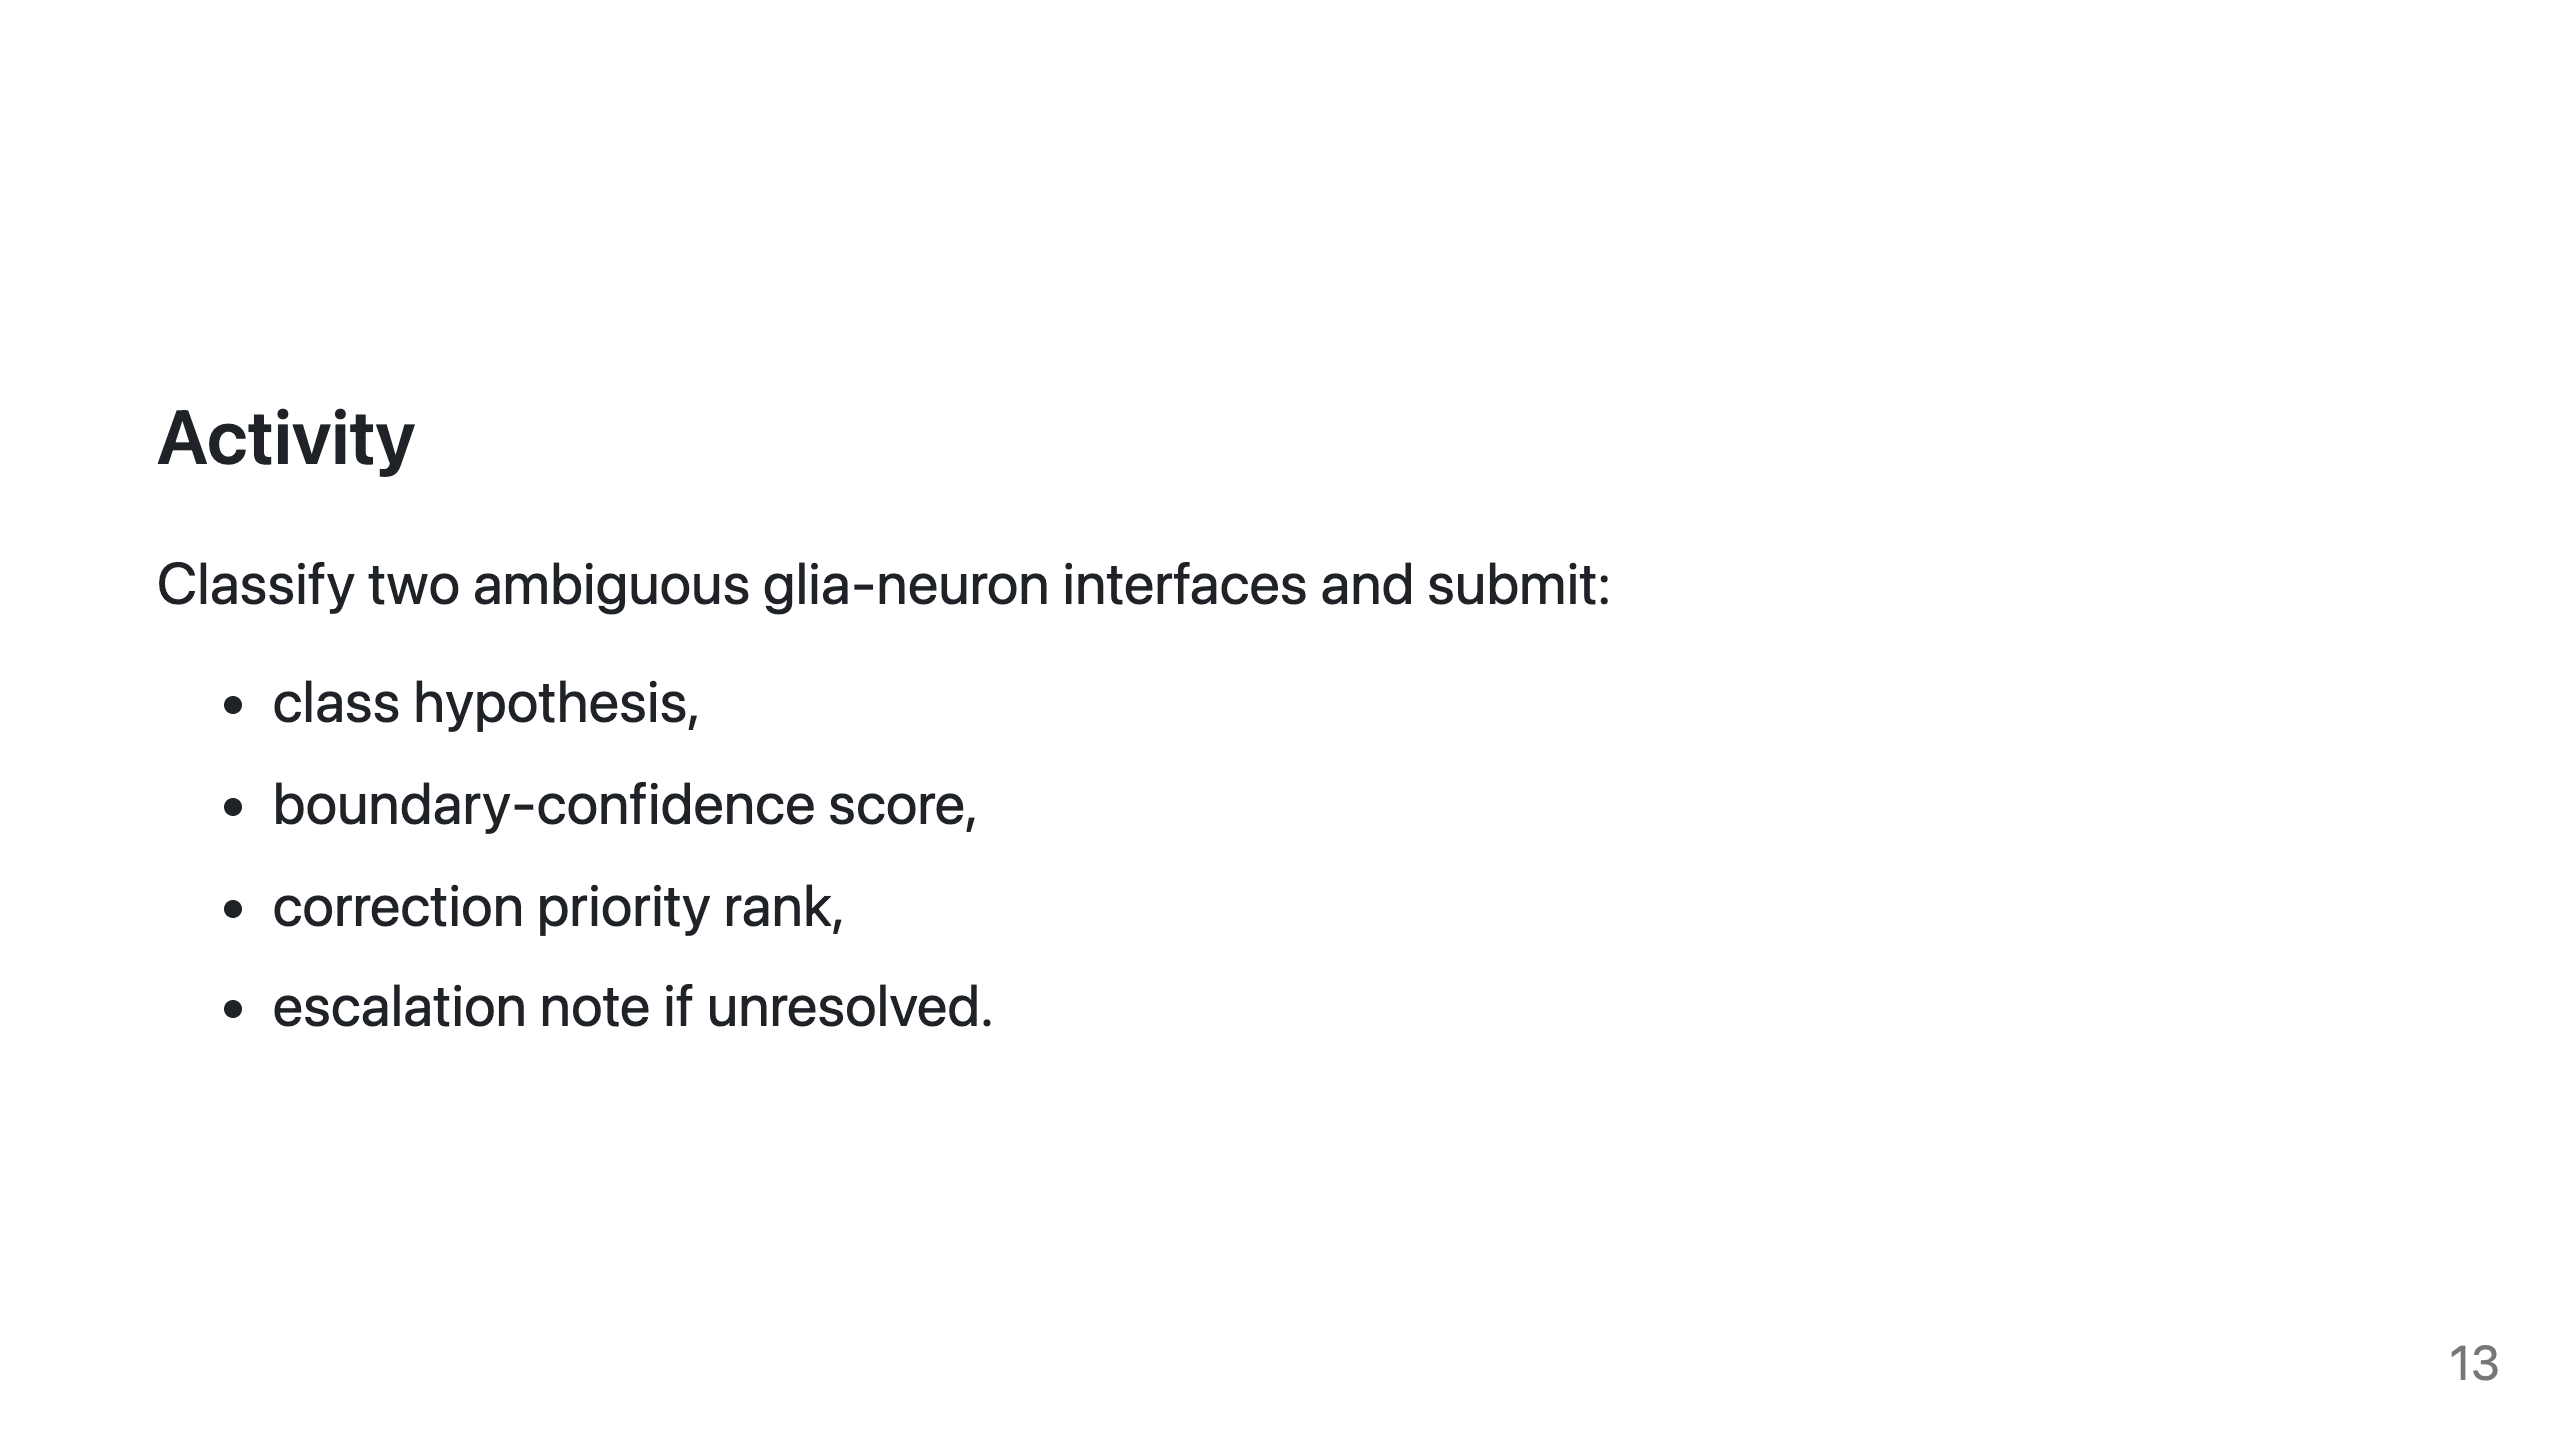 Activity
Classify two ambiguous glia-neuron interfaces and submit:
• class hypothesis,
• boundary-confidence score,
• correction priority rank,
• escalation note if unresolved.
13